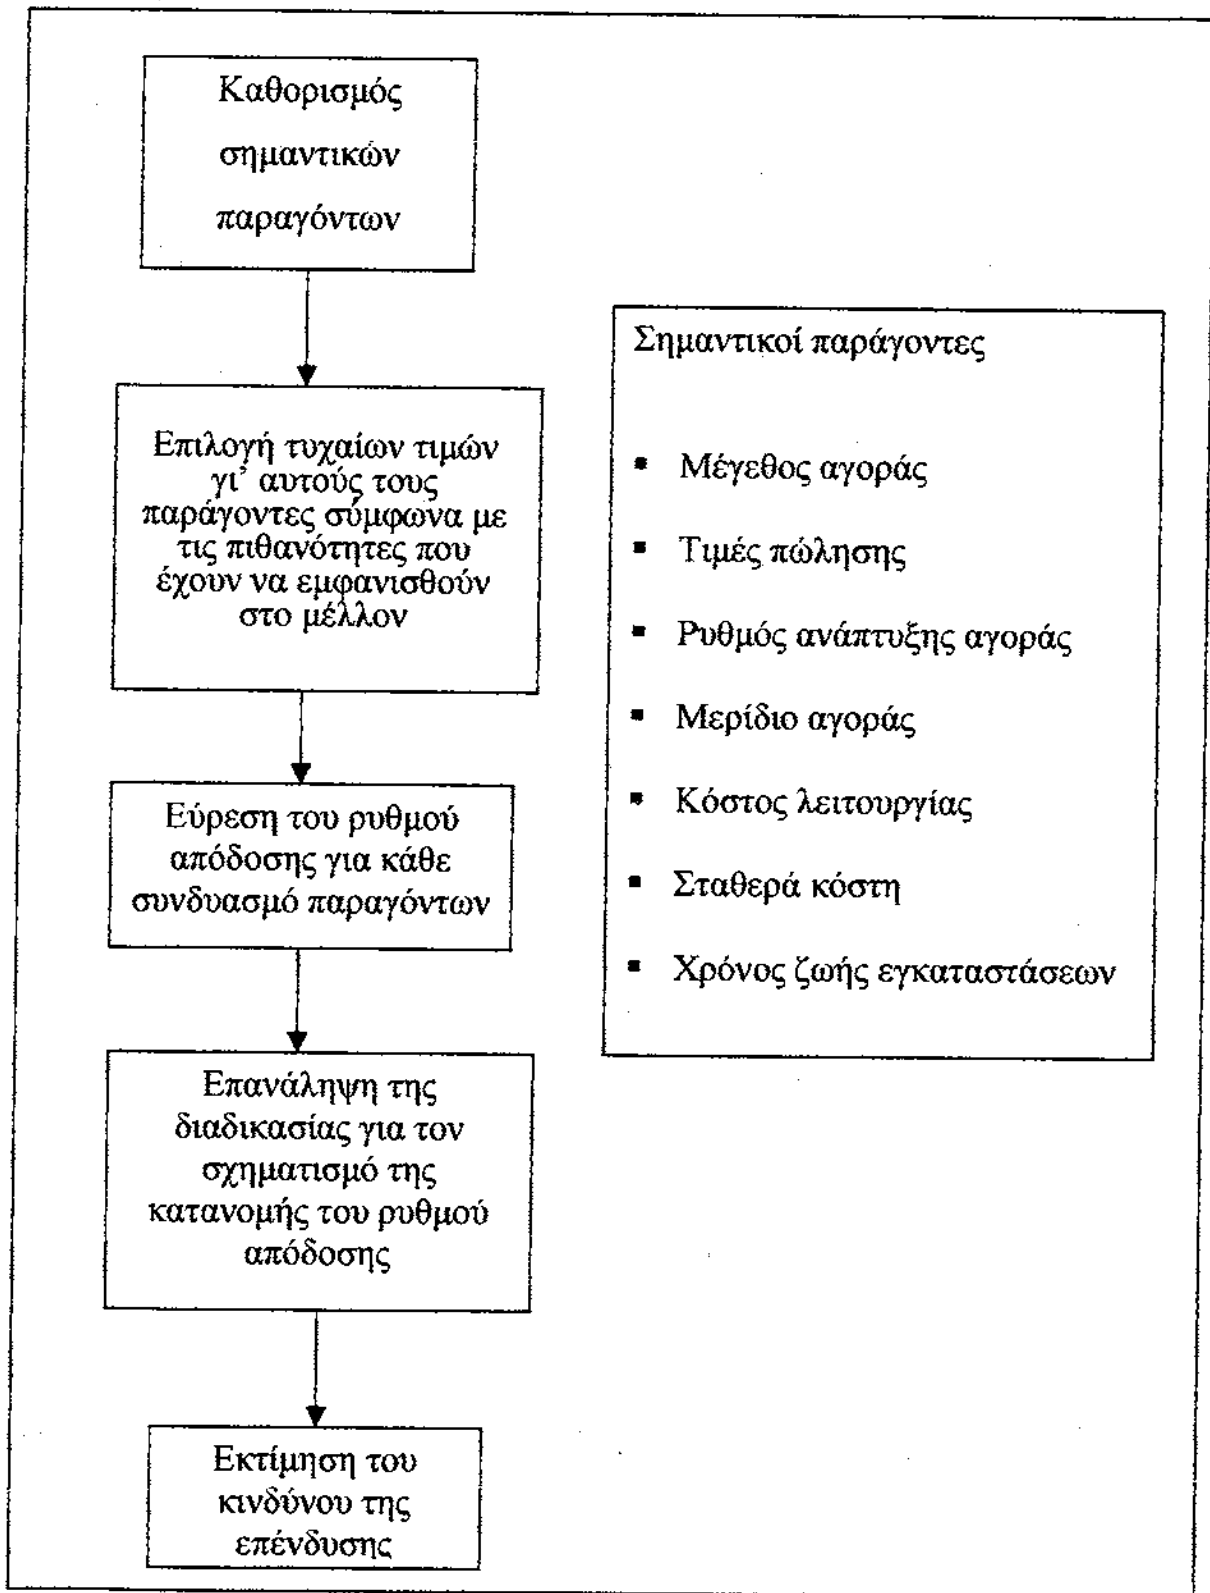 Καθορισμός
σημαντικών
παραγόντων
Επιλογή τυχαίων τιμών
γι' αυτούς τους
παράγοντες σύμφωνα με
τις πιθανότητες που
έχουν να εμφανισθούν
στο μέλλον
Εύρεση του ρυθμού
απόδοσης για κάθε
συνδυασμό παραγόντων
Επανάληψη της
διαδικασίας για τον
σχηματισμό της
κατανομής του ρυθμού
απόδοσης
Εκτίμηση του
κινδύνου της
επένδυσης
Σημαντικοί παράγοντες
▪ Μέγεθος αγοράς
▪ Τιμές πώλησης
▪ Ρυθμός ανάπτυξης αγοράς
▪ Μερίδιο αγοράς
▪ Κόστος λειτουργίας
▪ Σταθερά κόστη
▪ Χρόνος ζωής εγκαταστάσεων